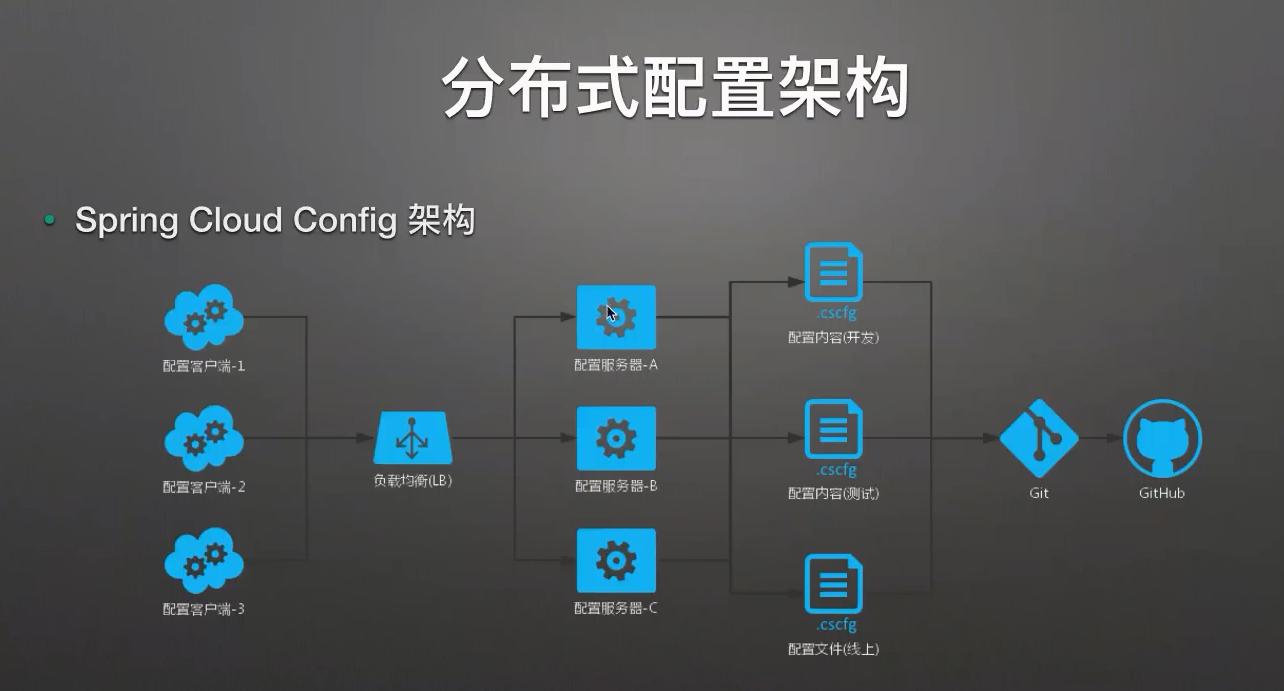 分布式配置架构
• Spring Cloud Config 架构
配置客户端-1
配置客户端-2
配置客户端-3
负载均衡(LB)
配置服务器-A
配置服务器-B
配置服务器-C
.cscfg
配置内容(开发)
.cscfg
配置内容(测试)
.cscfg
配置文件(线上)
Git
GitHub